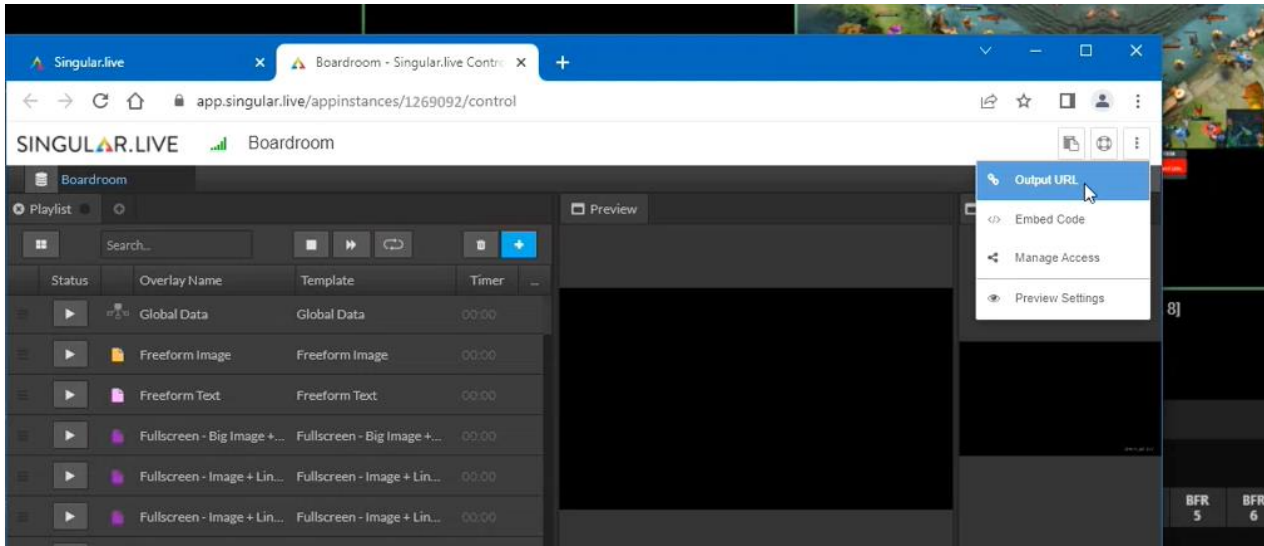 Singular.live
Boardroom - Singular.live Contro
app.singular.live/appinstances/1269092/control
SINGULAR.LIVE Boardroom
Boardroom
Output URL
Playlist
Preview
Embed Code
Search...
Manage Access
Status Overlay Name Template Timer ...
Preview Settings
Global Data Global Data 00:00
8]
Freeform Image Freeform Image 00:00
Freeform Text Freeform Text 00:00
Fullscreen - Big Image +... Fullscreen - Big Image +... 00:00
Fullscreen - Image + Lin... Fullscreen - Image + Lin... 00:00
Fullscreen - Image + Lin... Fullscreen - Image + Lin... 00:00
BFR BFR
5 6